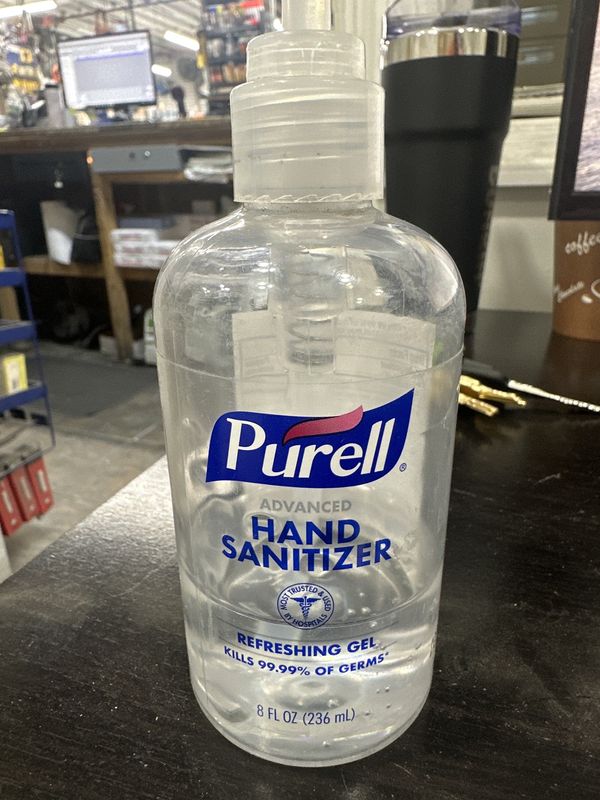 Purell®
ADVANCED
HAND
SANITIZER
MOST TRUSTED & USED
BY HOSPITALS
REFRESHING GEL
KILLS 99.99% OF GERMS*
8 FL OZ (236 mL)
coffee